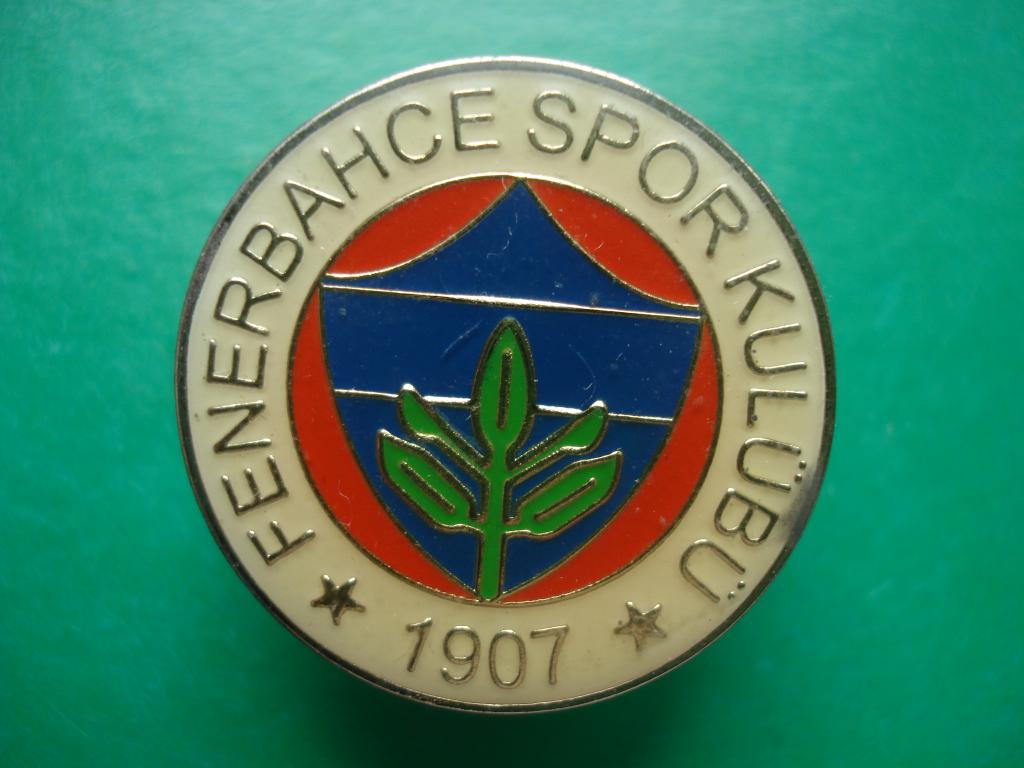 FENERBAHCE SPOR KULÜBÜ
1907